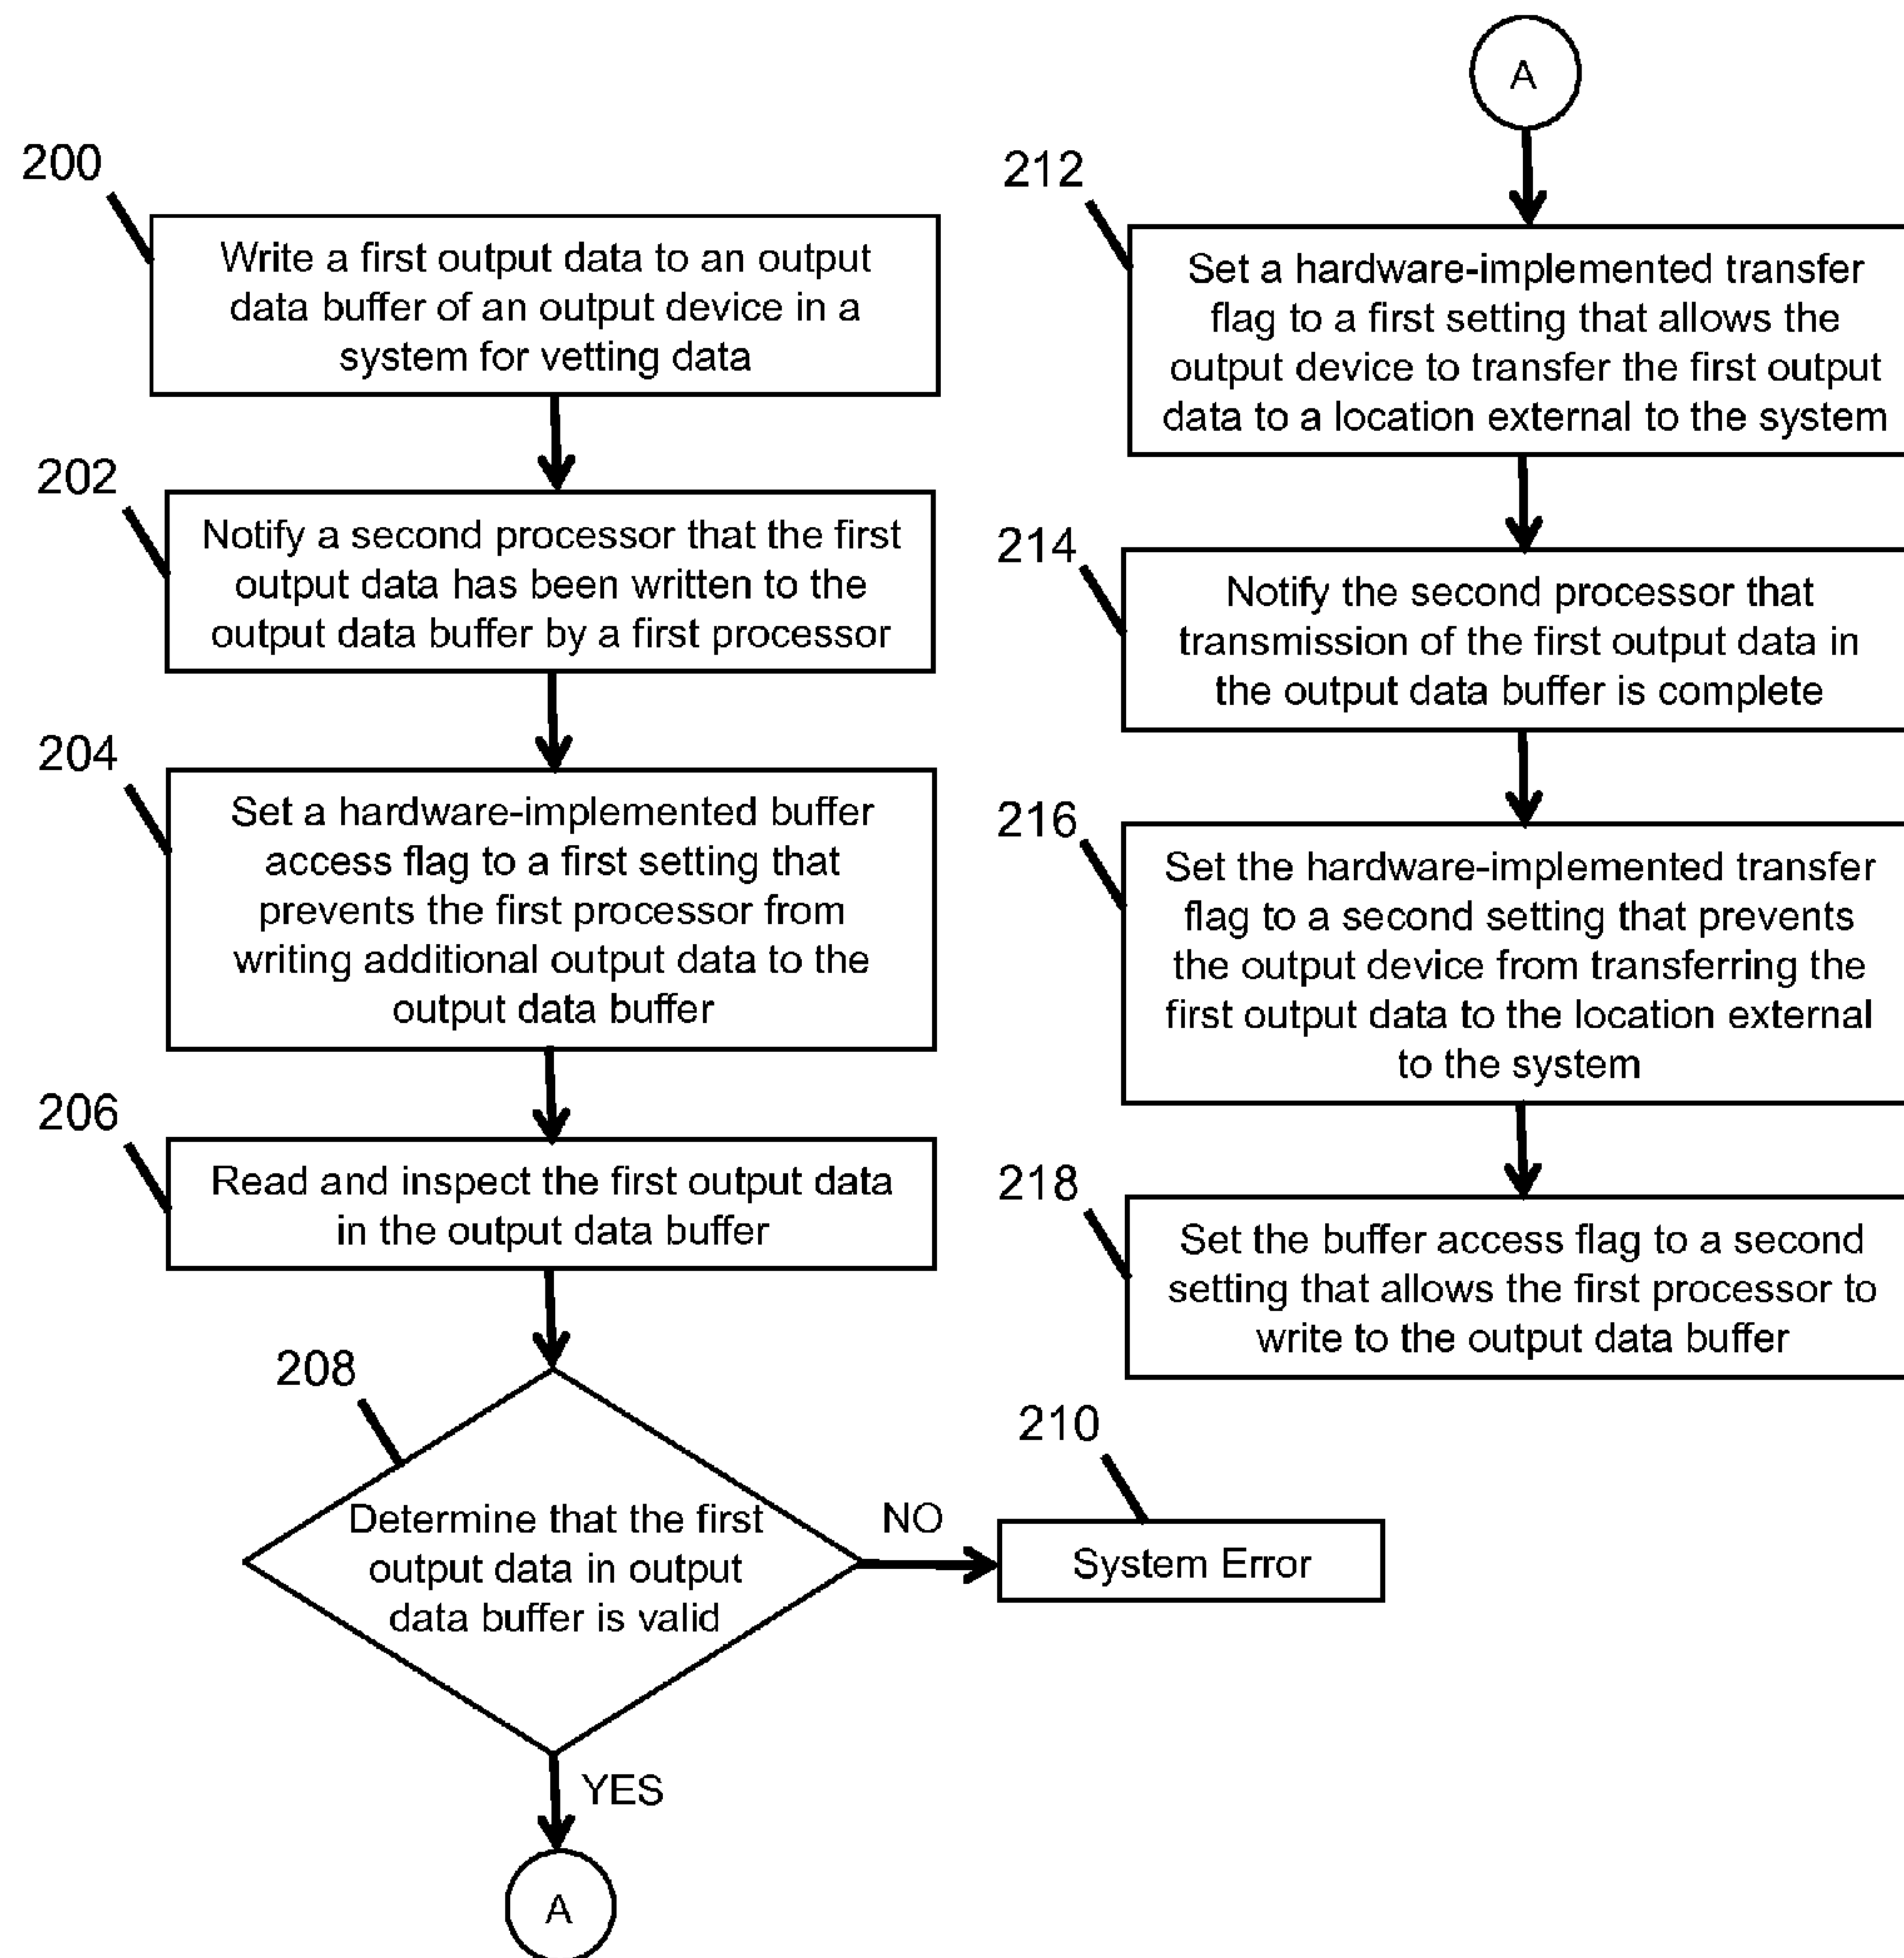 200
Write a first output data to an output
data buffer of an output device in a
system for vetting data
202
Notify a second processor that the first
output data has been written to the
output data buffer by a first processor
204
Set a hardware-implemented buffer
access flag to a first setting that
prevents the first processor from
writing additional output data to the
output data buffer
206
Read and inspect the first output data
in the output data buffer
208
Determine that the first
output data in output
data buffer is valid
NO
210
System Error
YES
A
A
212
Set a hardware-implemented transfer
flag to a first setting that allows the
output device to transfer the first output
data to a location external to the system
214
Notify the second processor that
transmission of the first output data in
the output data buffer is complete
216
Set the hardware-implemented transfer
flag to a second setting that prevents
the output device from transferring the
first output data to the location external
to the system
218
Set the buffer access flag to a second
setting that allows the first processor to
write to the output data buffer